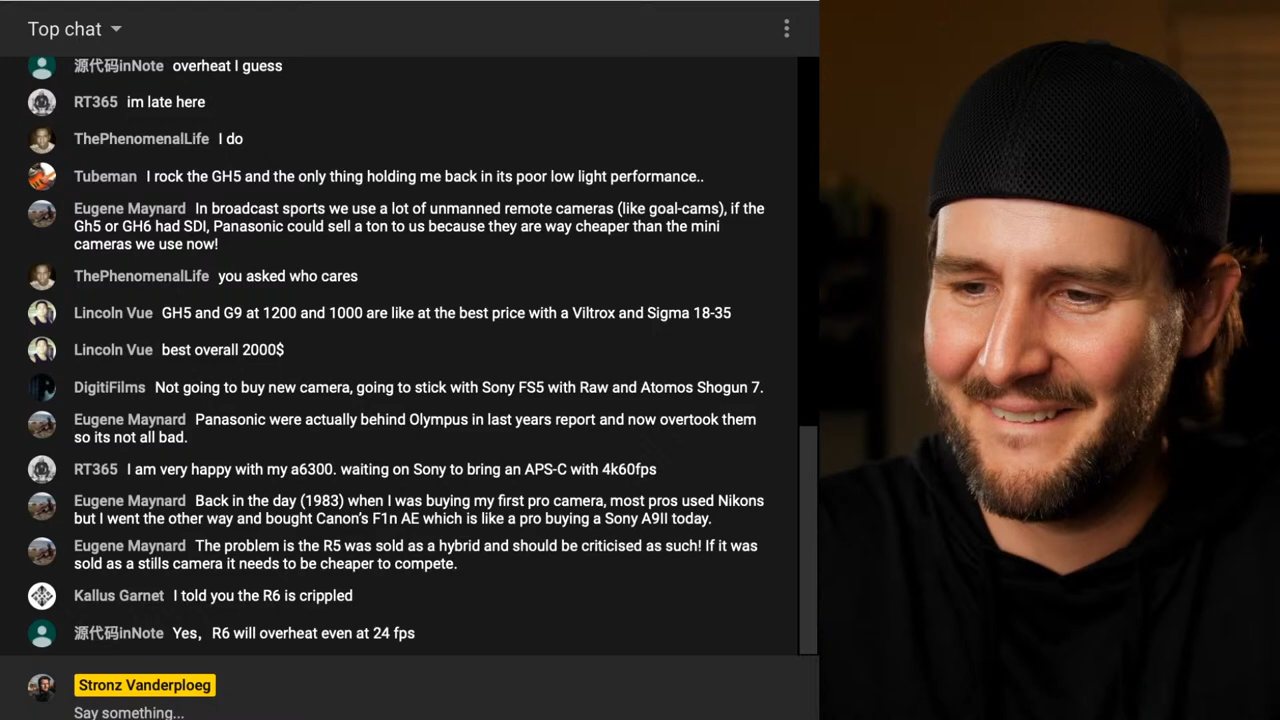 Top chat
源代码inNote overheat I guess
RT365 im late here
ThePhenomenalLife I do
Tubeman I rock the GH5 and the only thing holding me back in its poor low light performance..
Eugene Maynard In broadcast sports we use a lot of unmanned remote cameras (like goal-cams), if the
Gh5 or GH6 had SDI, Panasonic could sell a ton to us because they are way cheaper than the mini
cameras we use now!
ThePhenomenalLife you asked who cares
Lincoln Vue GH5 and G9 at 1200 and 1000 are like at the best price with a Viltrox and Sigma 18-35
Lincoln Vue best overall 2000$
DigitiFilms Not going to buy new camera, going to stick with Sony FS5 with Raw and Atomos Shogun 7.
Eugene Maynard Panasonic were actually behind Olympus in last years report and now overtook them
so its not all bad.
RT365 I am very happy with my a6300. waiting on Sony to bring an APS-C with 4k60fps
Eugene Maynard Back in the day (1983) when I was buying my first pro camera, most pros used Nikons
but I went the other way and bought Canon's F1n AE which is like a pro buying a Sony A9II today.
Eugene Maynard The problem is the R5 was sold as a hybrid and should be criticised as such! If it was
sold as a stills camera it needs to be cheaper to compete.
Kallus Garnet I told you the R6 is crippled
源代码inNote Yes，R6 will overheat even at 24 fps
Stronz Vanderploeg
Say something...